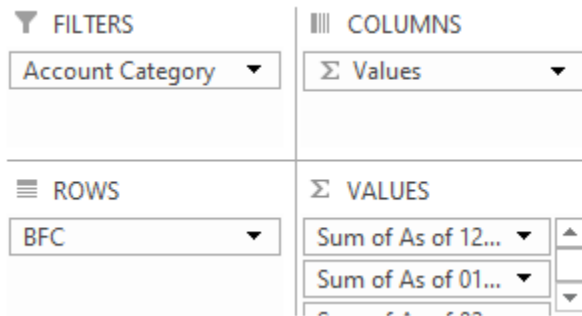 FILTERS
Account Category
COLUMNS
Σ Values
ROWS
BFC
Σ VALUES
Sum of As of 12...
Sum of As of 01...